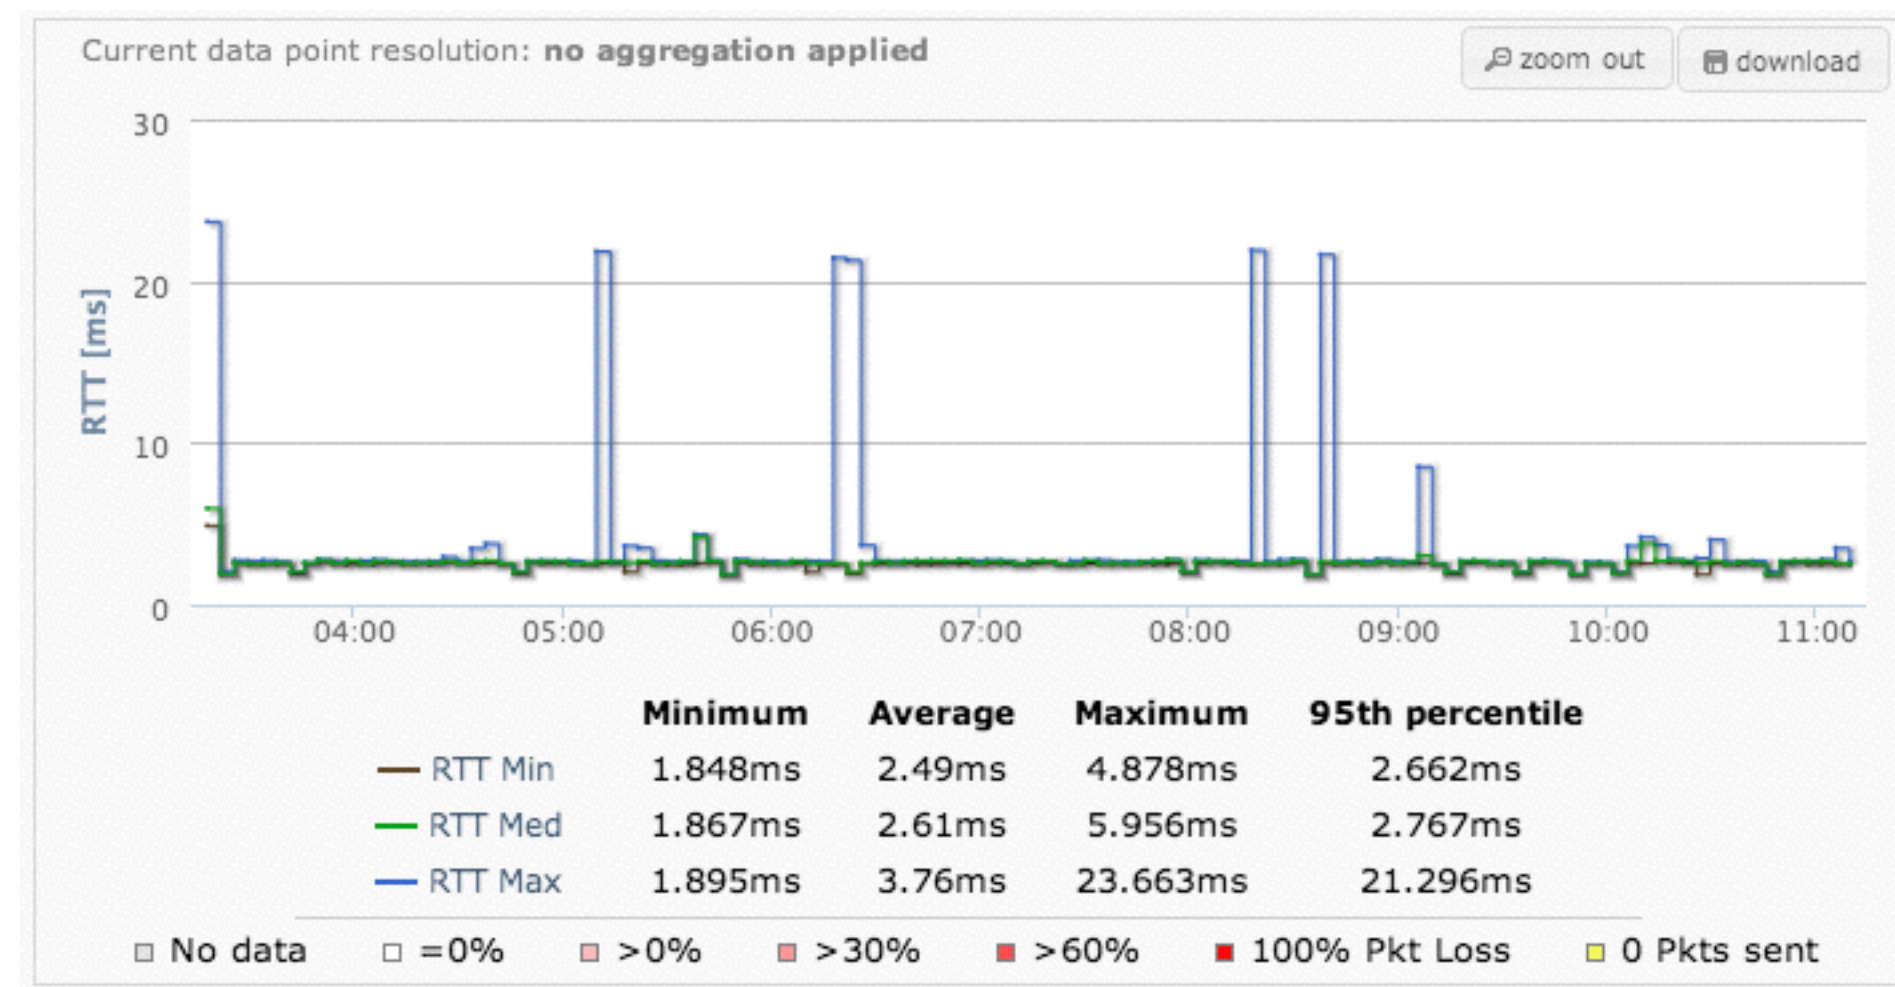 Current data point resolution: no aggregation applied
zoom out
download
30
20
10
0
RTT [ms]
04:00 05:00 06:00 07:00 08:00 09:00 10:00 11:00
Minimum Average Maximum 95th percentile
RTT Min 1.848ms 2.49ms 4.878ms 2.662ms
RTT Med 1.867ms 2.61ms 5.956ms 2.767ms
RTT Max 1.895ms 3.76ms 23.663ms 21.296ms
No data =0% >0% >30% >60% 100% Pkt Loss 0 Pkts sent